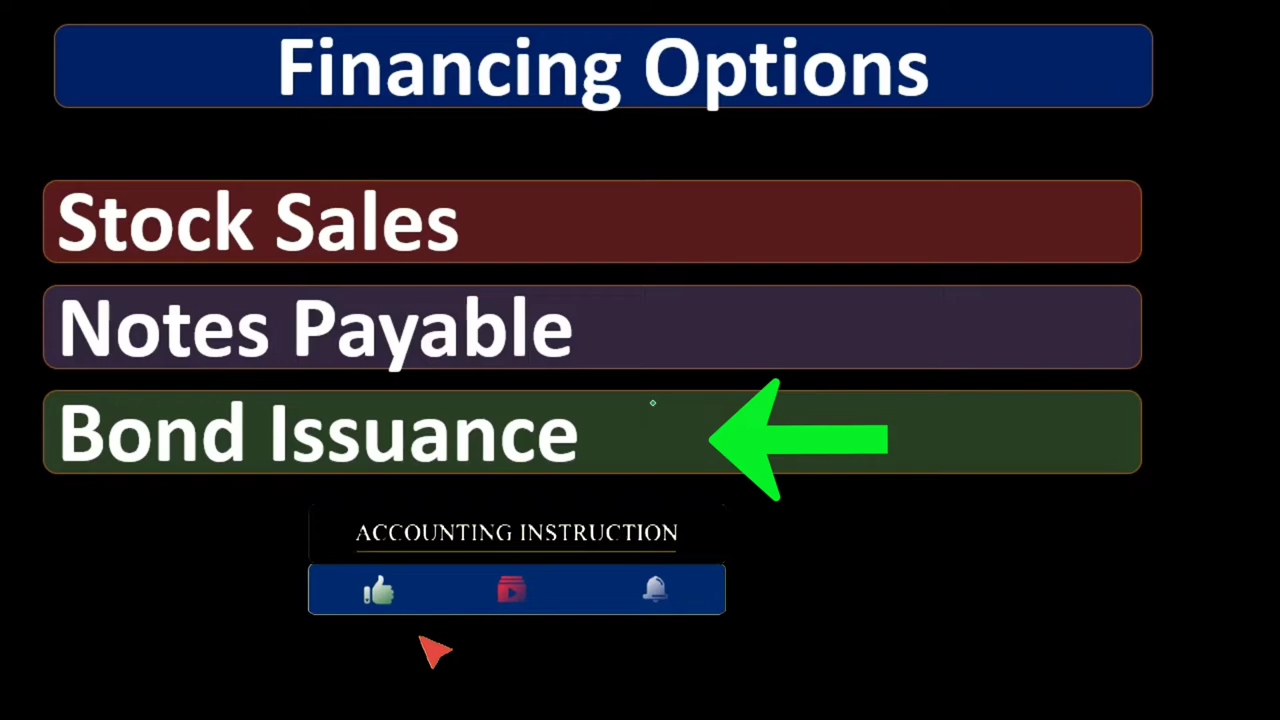 Financing Options
Stock Sales
Notes Payable
Bond Issuance
ACCOUNTING INSTRUCTION